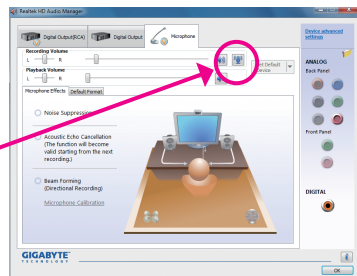 Realtek HD Audio Manager
Digital Output(RCA)
Digital Output
Microphone
Device advanced
settings
Recording Volume
L
R
Set Default
Device
Playback Volume
L
R
ANALOG
Back Panel
Microphone Effects
Default Format
Noise Suppression
Acoustic Echo Cancellation
(The function will become
valid starting from the next
recording.)
Front Panel
Beam Forming
(Directional Recording)
Microphone Calibration
DIGITAL
GIGABYTE
TECHNOLOGY
i
OK